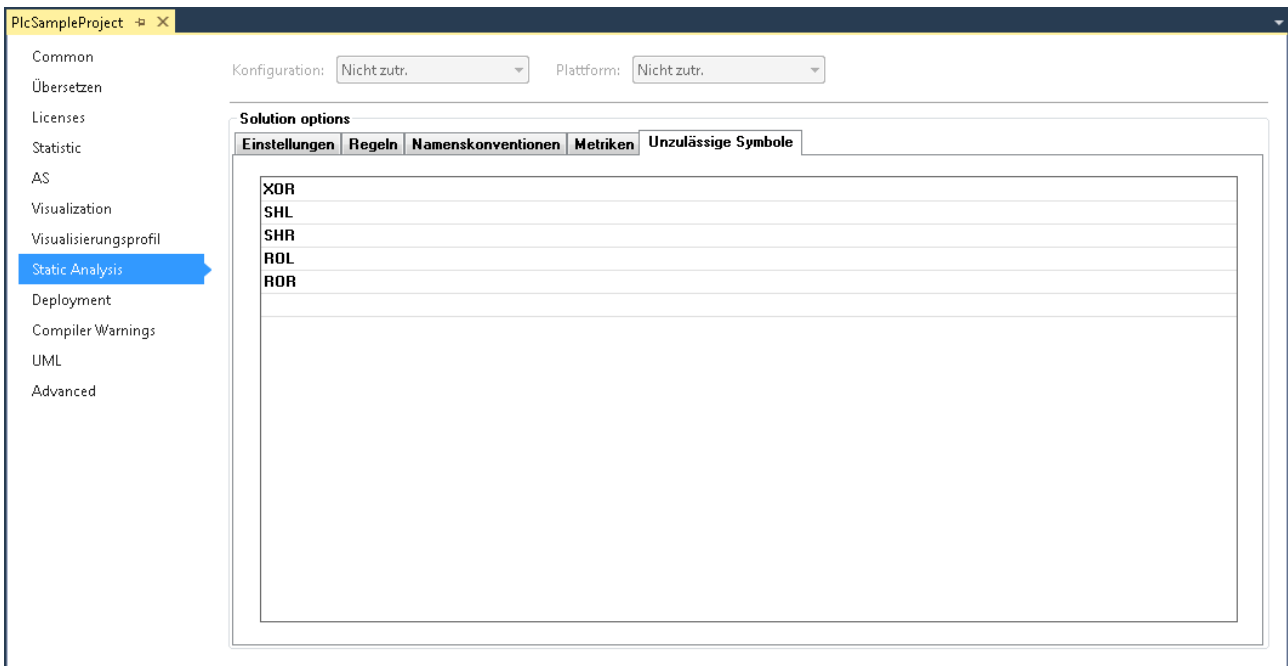 PlcSampleProject
Common
Übersetzen
Licenses
Statistic
AS
Visualization
Visualisierungsprofil
Static Analysis
Deployment
Compiler Warnings
UML
Advanced
Konfiguration: Nicht zutr. Plattform: Nicht zutr.
Solution options
Einstellungen Regeln Namenskonventionen Metriken Unzulässige Symbole
XOR
SHL
SHR
ROL
ROR